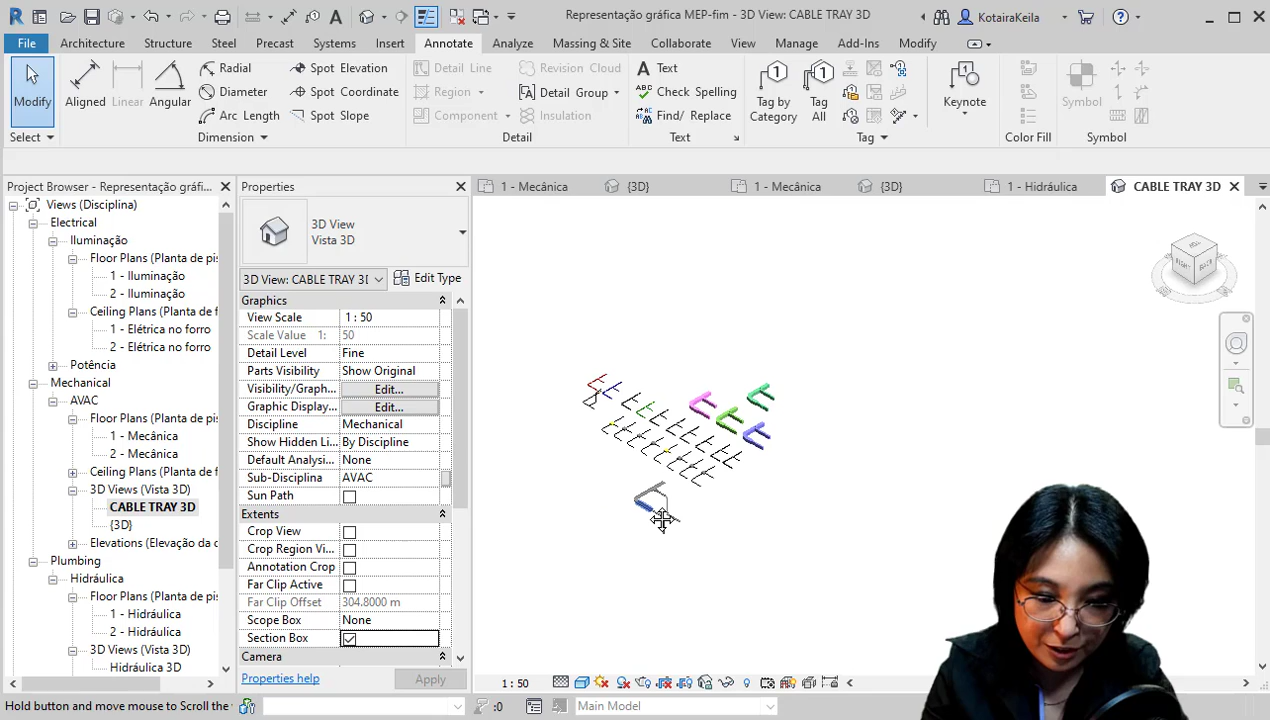 Representação gráfica MEP-fim - 3D View: CABLE TRAY 3D
KotairaKeila
File
Architecture
Structure
Steel
Precast
Systems
Insert
Annotate
Analyze
Massing & Site
Collaborate
View
Manage
Add-Ins
Modify
Modify
Select
Aligned
Linear
Angular
Radial
Diameter
Arc Length
Spot Elevation
Spot Coordinate
Spot Slope
Dimension
Detail Line
Region
Component
Revision Cloud
Detail Group
Insulation
Detail
Text
Check Spelling
Find/ Replace
Text
Tag by
Category
Tag
All
Tag
Keynote
Color Fill
Symbol
Symbol
Project Browser - Representação gráfi...
Views (Disciplina)
Electrical
Iluminação
Floor Plans (Planta de pis
1 - Iluminação
2 - Iluminação
Ceiling Plans (Planta de f
1 - Elétrica no forro
2 - Elétrica no forro
Potência
Mechanical
AVAC
Floor Plans (Planta de pis
1 - Mecânica
2 - Mecânica
Ceiling Plans (Planta de f
3D Views (Vista 3D)
CABLE TRAY 3D
{3D}
Elevations (Elevação da c
Plumbing
Hidráulica
Floor Plans (Planta de pis
1 - Hidráulica
2 - Hidráulica
3D Views (Vista 3D)
Hidráulica 3D
Properties
3D View
Vista 3D
3D View: CABLE TRAY 3D
Edit Type
Graphics
View Scale 1 : 50
Scale Value 1: 50
Detail Level Fine
Parts Visibility Show Original
Visibility/Graph... Edit...
Graphic Display... Edit...
Discipline Mechanical
Show Hidden Li... By Discipline
Default Analysi... None
Sub-Discipline AVAC
Sun Path
Extents
Crop View
Crop Region Vi...
Annotation Crop
Far Clip Active
Far Clip Offset 304.8000 m
Scope Box None
Section Box
Camera
Properties help
Apply
1 - Mecânica
{3D}
1 - Mecânica
{3D}
1 - Hidráulica
CABLE TRAY 3D
RIGHT
BACK
1 : 50
Hold button and move mouse to Scroll the
:0
Main Model